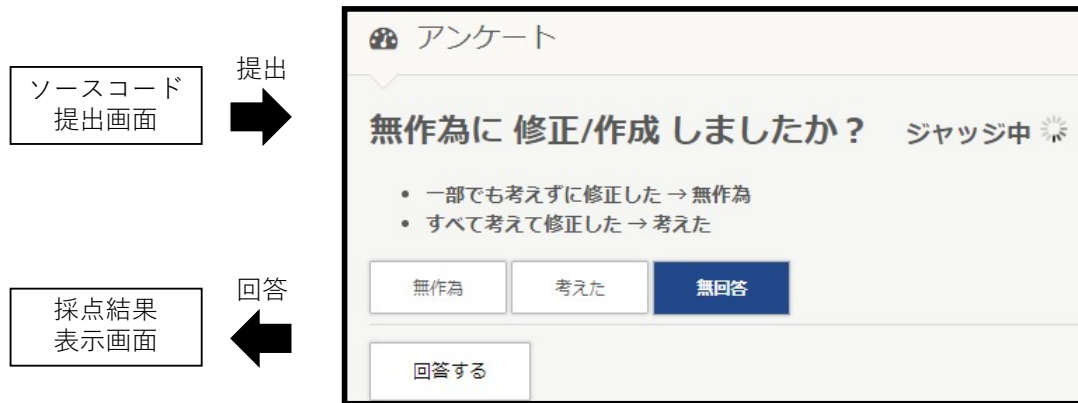 ソースコード
提出画面
提出
アンケート
無作為に 修正/作成 しましたか？ ジャッジ中
• 一部でも考えずに修正した → 無作為
• すべて考えて修正した → 考えた
無作為 考えた 無回答
回答する
回答
採点結果
表示画面